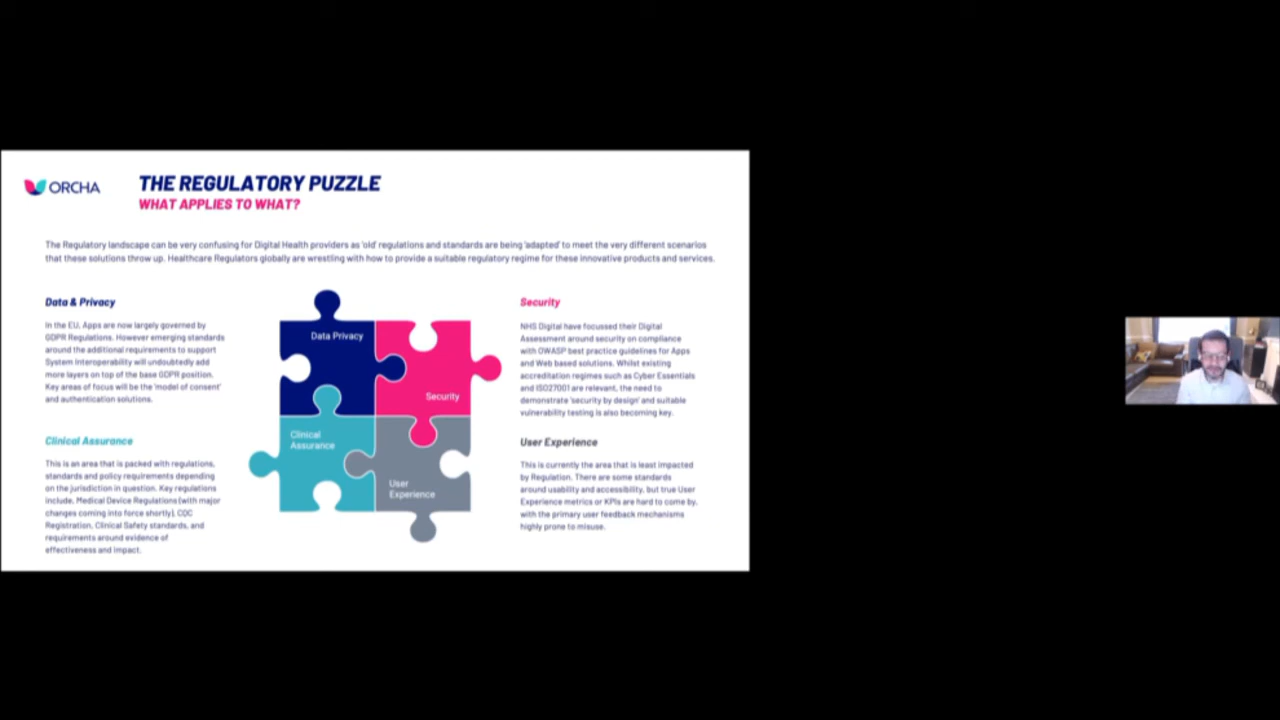 ORCHA
THE REGULATORY PUZZLE
WHAT APPLIES TO WHAT?
The Regulatory landscape can be very confusing for Digital Health providers as 'old' regulations and standards are being 'adapted' to meet the very different scenarios
that these solutions throw up. Healthcare Regulators globally are wrestling with how to provide a suitable regulatory regime for these innovative products and services.
Data & Privacy
In the EU, Apps are now largely governed by
GDPR Regulations. However emerging standards
around the additional requirements to support
System Interoperability will undoubtedly add
more layers on top of the base GDPR position.
Key areas of focus will be the 'model of consent'
and authentication solutions.
Clinical Assurance
This is an area that is packed with regulations,
standards and policy requirements depending
on the jurisdiction in question. Key regulations
include, Medical Device Regulations (with major
changes coming into force shortly), CQC
Registration, Clinical Safety standards, and
requirements around evidence of
effectiveness and impact.
Data Privacy
Security
Clinical
Assurance
User
Experience
Security
NHS Digital have focussed their Digital
Assessment around security on compliance
with OWASP best practice guidelines for Apps
and Web based solutions. Whilst existing
accreditation regimes such as Cyber Essentials
and ISO27001 are relevant, the need to
demonstrate 'security by design' and suitable
vulnerability testing is also becoming key.
User Experience
This is currently the area that is least impacted
by Regulation. There are some standards
around usability and accessibility, but true User
Experience metrics or KPIs are hard to come by,
with the primary user feedback mechanisms
highly prone to misuse.